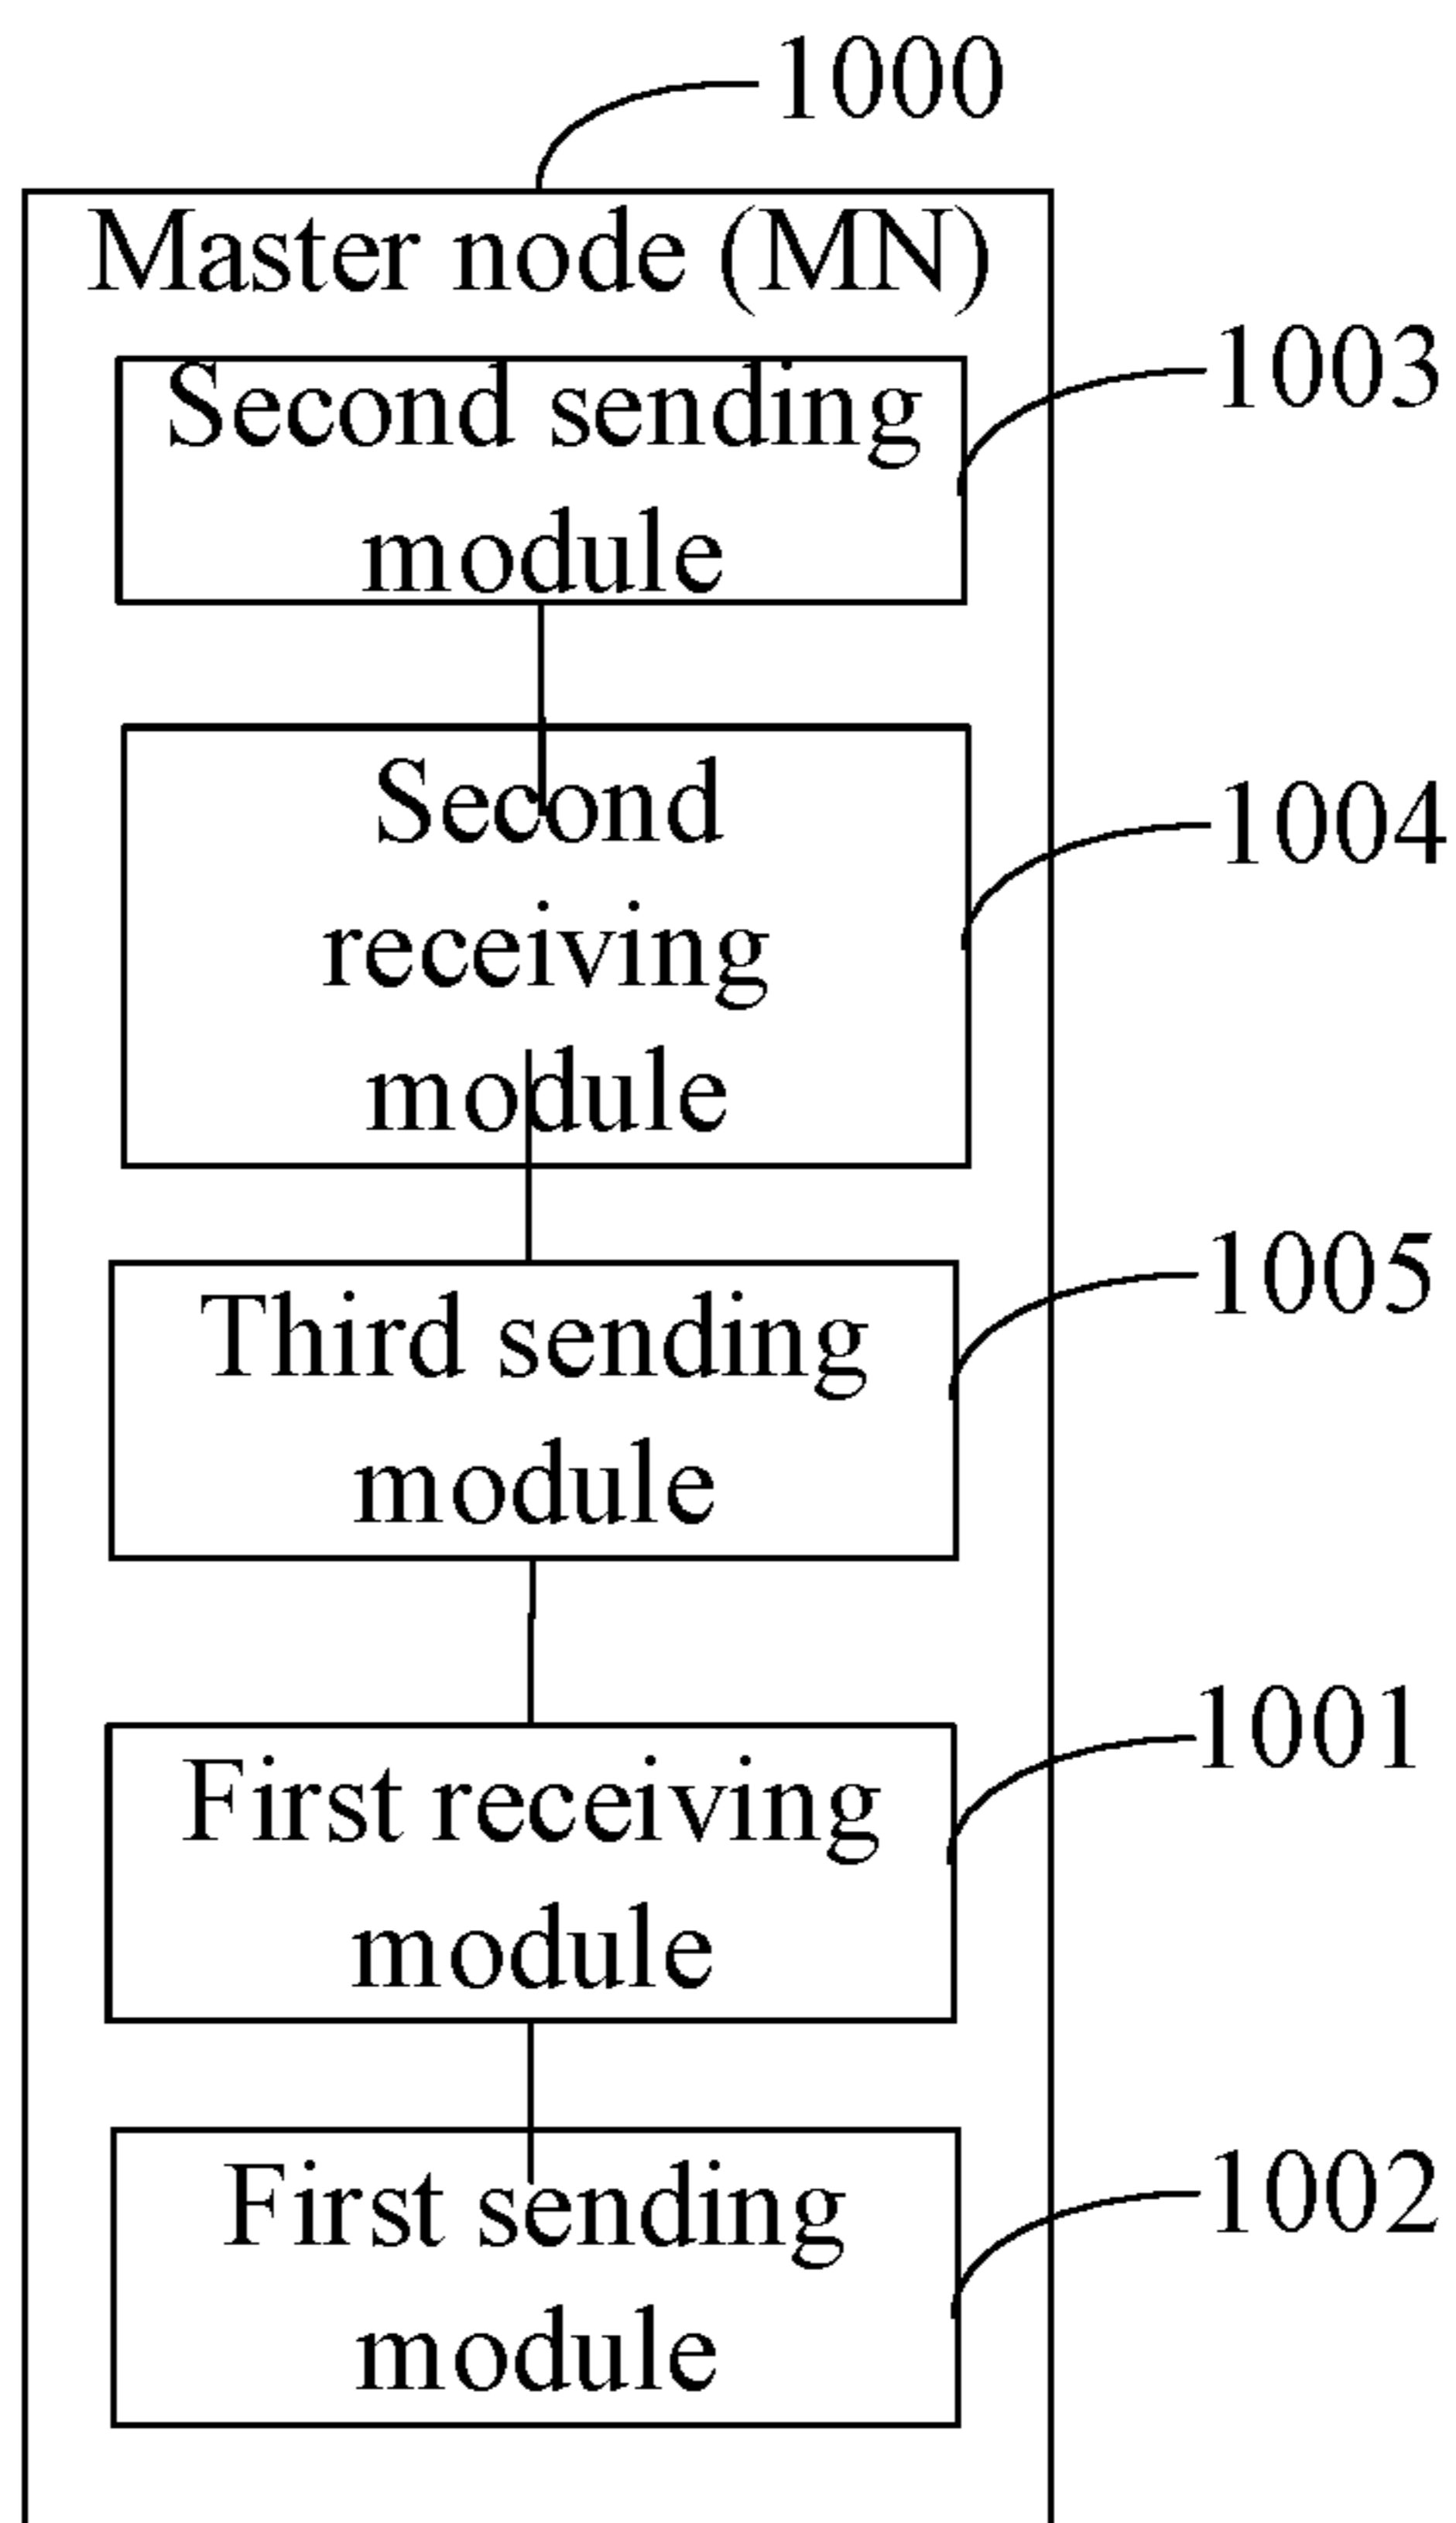 1000
Master node (MN)
Second sending
module
1003
Second
receiving
module
1004
Third sending
module
1005
First receiving
module
1001
First sending
module
1002